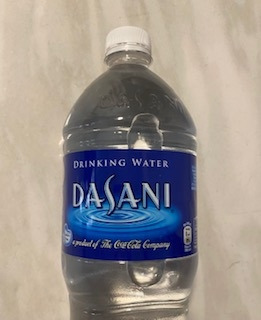 DRINKING WATER
DASANI
a product of The Coca-Cola Company